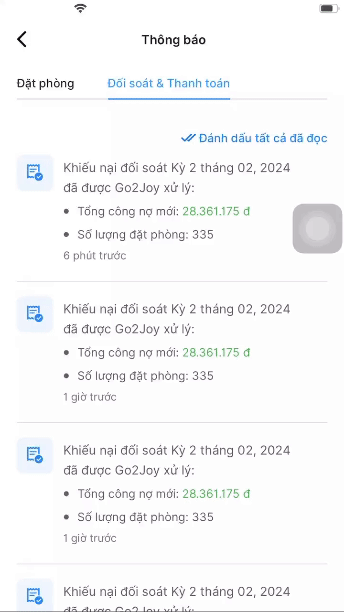 Thông báo
Đặt phòng
Đối soát & Thanh toán
Đánh dấu tất cả đã đọc
Khiếu nại đối soát Kỳ 2 tháng 02, 2024
đã được Go2Joy xử lý:
• Tổng công nợ mới: 28.361.175 đ
• Số lượng đặt phòng: 335
6 phút trước
Khiếu nại đối soát Kỳ 2 tháng 02, 2024
đã được Go2Joy xử lý:
• Tổng công nợ mới: 28.361.175 đ
• Số lượng đặt phòng: 335
1 giờ trước
Khiếu nại đối soát Kỳ 2 tháng 02, 2024
đã được Go2Joy xử lý:
• Tổng công nợ mới: 28.361.175 đ
• Số lượng đặt phòng: 335
1 giờ trước
Khiếu nại đối soát Kỳ 2 tháng 02, 2024
đã được Go2Joy xử lý: